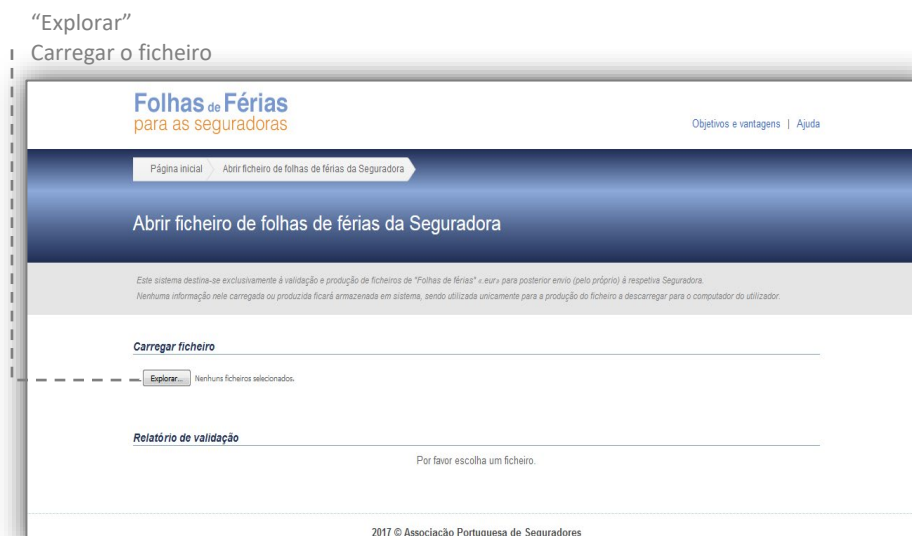 “Explorar”
Carregar o ficheiro
Folhas de Férias
para as seguradoras
Objetivos e vantagens | Ajuda
Página inicial Abrir ficheiro de folhas de férias da Seguradora
Abrir ficheiro de folhas de férias da Seguradora
Este sistema destina-se exclusivamente à validação e produção de ficheiros de "Folhas de férias" « eur» para posterior envio (pelo próprio) à respetiva Seguradora.
Nenhuma informação nele carregada ou produzida ficará armazenada em sistema, sendo utilizada unicamente para a produção do ficheiro a descarregar para o computador do utilizador.
Carregar ficheiro
Explorar... Nenhuns ficheiros selecionados.
Relatório de validação
Por favor escolha um ficheiro.
2017 © Associação Portuguesa de Seguradores